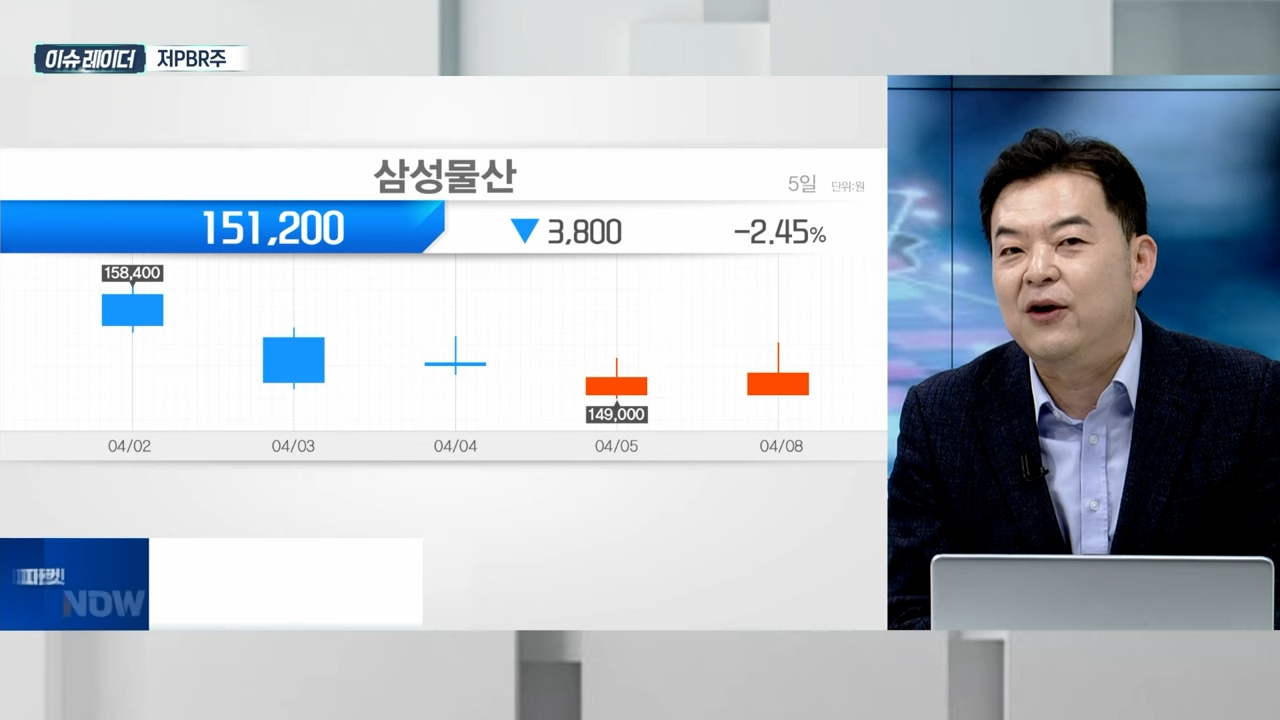 이슈레이더 저PBR주
삼성물산
5일 단위:원
151,200 ▼ 3,800 -2.45%
158,400
149,000
04/02 04/03 04/04 04/05 04/08
NOW